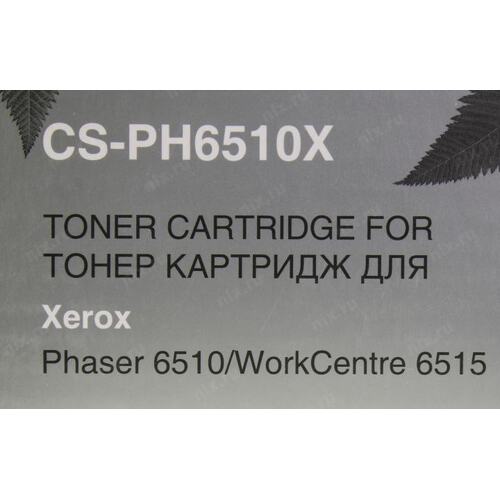 CS-PH6510X
TONER CARTRIDGE FOR
ТОНЕР КАРТРИДЖ ДЛЯ
Xerox
Phaser 6510/WorkCentre 6515